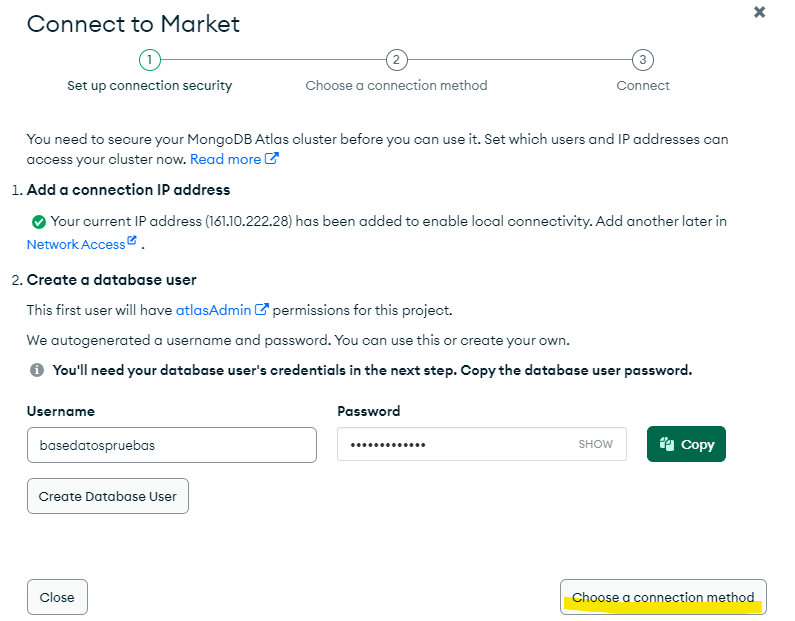 Connect to Market
1
2
3
Set up connection security
Choose a connection method
Connect
You need to secure your MongoDB Atlas cluster before you can use it. Set which users and IP addresses can
access your cluster now. Read more
1. Add a connection IP address
Your current IP address (161.10.222.28) has been added to enable local connectivity. Add another later in
Network Access .
2. Create a database user
This first user will have atlasAdmin permissions for this project.
We autogenerated a username and password. You can use this or create your own.
You'll need your database user's credentials in the next step. Copy the database user password.
Username
Password
basedatospruebas
•••••••••••••
SHOW
Copy
Create Database User
Close
Choose a connection method